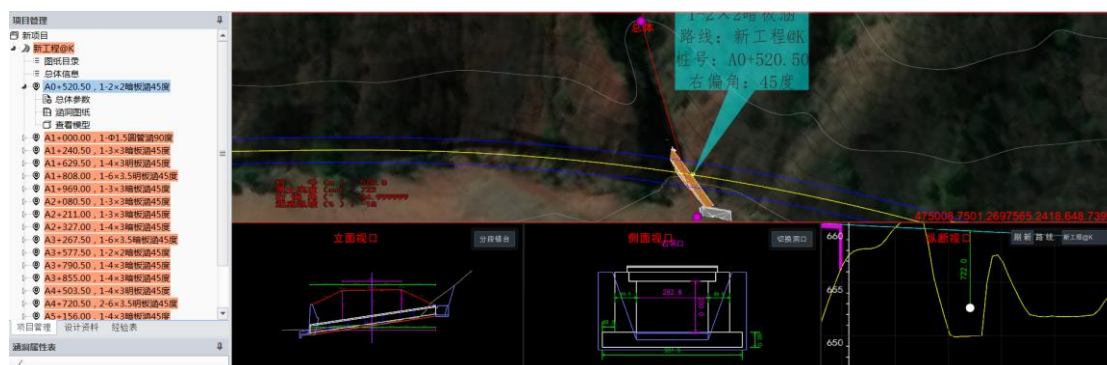 项目管理
新项目
新工程@K
图纸目录
总体信息
A0+520.50，1-2×2暗板涵45度
总体参数
涵洞图纸
查看模型
A1+000.00，1-Φ1.5圆管涵90度
A1+240.50，1-3×3暗板涵45度
A1+629.50，1-4×3明板涵45度
A1+808.00，1-6×3.5明板涵45度
A1+969.00，1-3×3暗板涵45度
A2+080.50，1-3×3暗板涵45度
A2+211.00，1-3×3暗板涵45度
A2+327.00，1-4×3暗板涵45度
A3+267.50，1-6×3.5暗板涵45度
A3+577.50，1-2×2暗板涵45度
A3+790.50，1-4×3暗板涵45度
A3+855.00，1-4×3暗板涵45度
A4+503.50，1-4×3明板涵45度
A4+720.50，2-6×3.5明板涵45度
A5+156.00，1-4×3暗板涵45度
项目管理 设计资料 经验表
涵洞属性表
总体
1-2×2暗板涵
路线：新工程@K
桩号：A0+520.50
右偏角：45度
475008.7501,2697565.2418,648.739
立面视口
分段错台
侧面视口
切换洞口
282.8
纵断视口
刷新路线
新工程@K
722.0
660
655
650